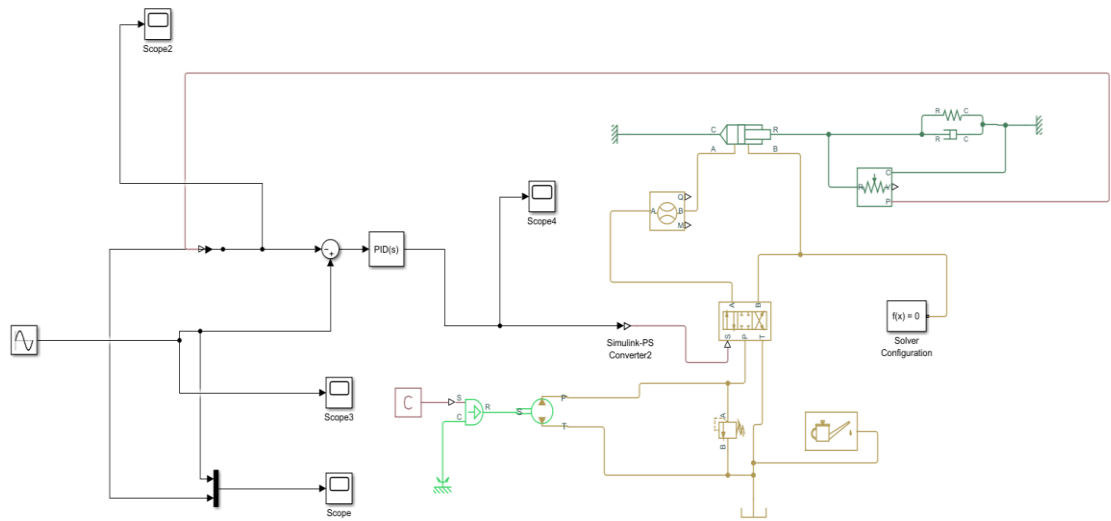 Scope2
R C
C R
A B
R C
C
R V
P
Q
Scope4
A B
M
PID(s)
A B
f(x) = 0
S P T
Simulink-PS
Converter2
Solver
Configuration
C
S
R
C
P
S
T
A
B
Scope3
Scope